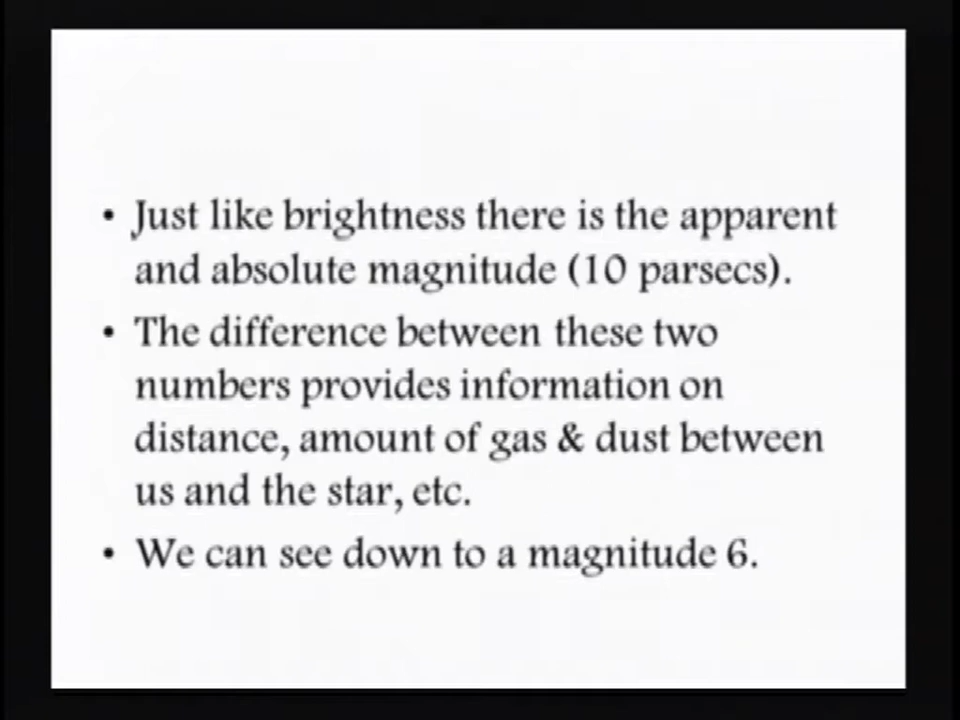 • Just like brightness there is the apparent
and absolute magnitude (10 parsecs).
• The difference between these two
numbers provides information on
distance, amount of gas & dust between
us and the star, etc.
• We can see down to a magnitude 6.